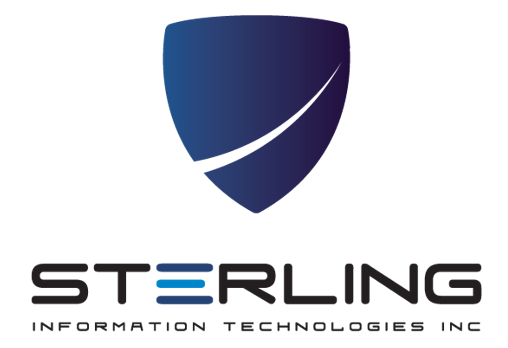 STERLING
INFORMATION TECHNOLOGIES INC